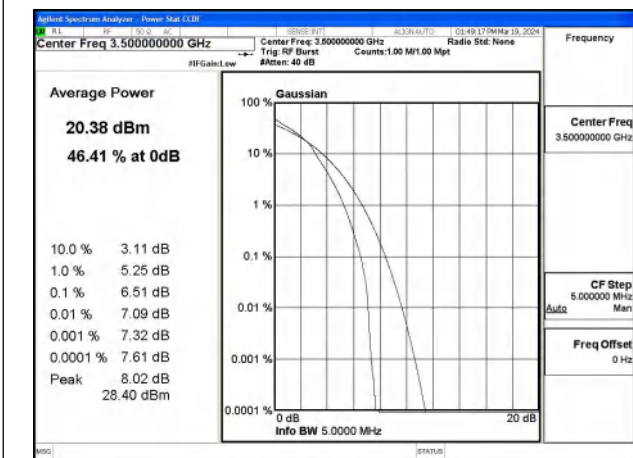 Agilent Spectrum Analyzer - Power Stat CCDF
RL RF 50 Ω AC SENSE:INT ALIGNAUTO 01:49:17 PM Mar 19, 2024
Center Freq 3.500000000 GHz
Center Freq: 3.500000000 GHz Radio Std: None
Trig: RF Burst Counts:1.00 M/1.00 Mpt
#IFGain:Low #Atten: 40 dB
Frequency
Average Power
20.38 dBm
46.41 % at 0dB
10.0 % 3.11 dB
1.0 % 5.25 dB
0.1 % 6.51 dB
0.01 % 7.09 dB
0.001 % 7.32 dB
0.0001 % 7.61 dB
Peak 8.02 dB
28.40 dBm
Gaussian
100 %
10 %
1 %
0.1 %
0.01 %
0.001 %
0.0001 %
0 dB 20 dB
Info BW 5.0000 MHz
Center Freq
3.500000000 GHz
CF Step
5.000000 MHz
Auto Man
Freq Offset
0 Hz
MSG STATUS